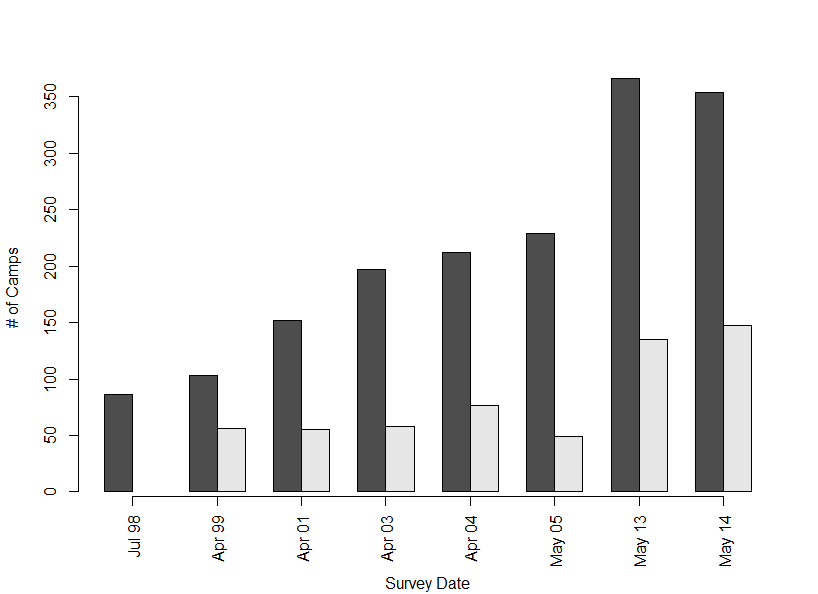 # of Camps
350
300
250
200
150
100
50
0
Jul 98
Apr 99
Apr 01
Apr 03
Apr 04
May 05
May 13
May 14
Survey Date